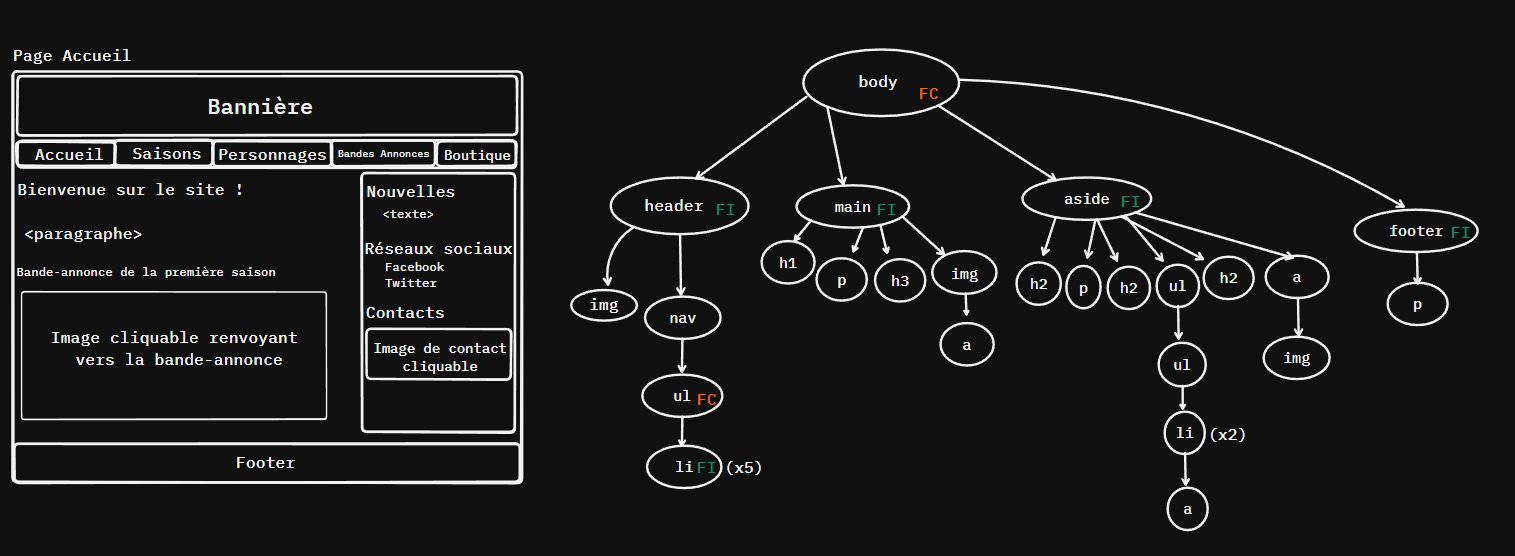 Page Accueil
Bannière
Accueil
Saisons
Personnages
Bandes Annonces
Boutique
Bienvenue sur le site !
<paragraphe>
Bande-annonce de la première saison
Image cliquable renvoyant
vers la bande-annonce
Nouvelles
<texte>
Réseaux sociaux
Facebook
Twitter
Contacts
Image de contact
cliquable
Footer
body FC
header FI
main FI
aside FI
footer FI
img
nav
ul FC
li FI (x5)
h1
p
h3
img
a
h2
p
h2
ul
h2
a
ul
li (x2)
a
img
p